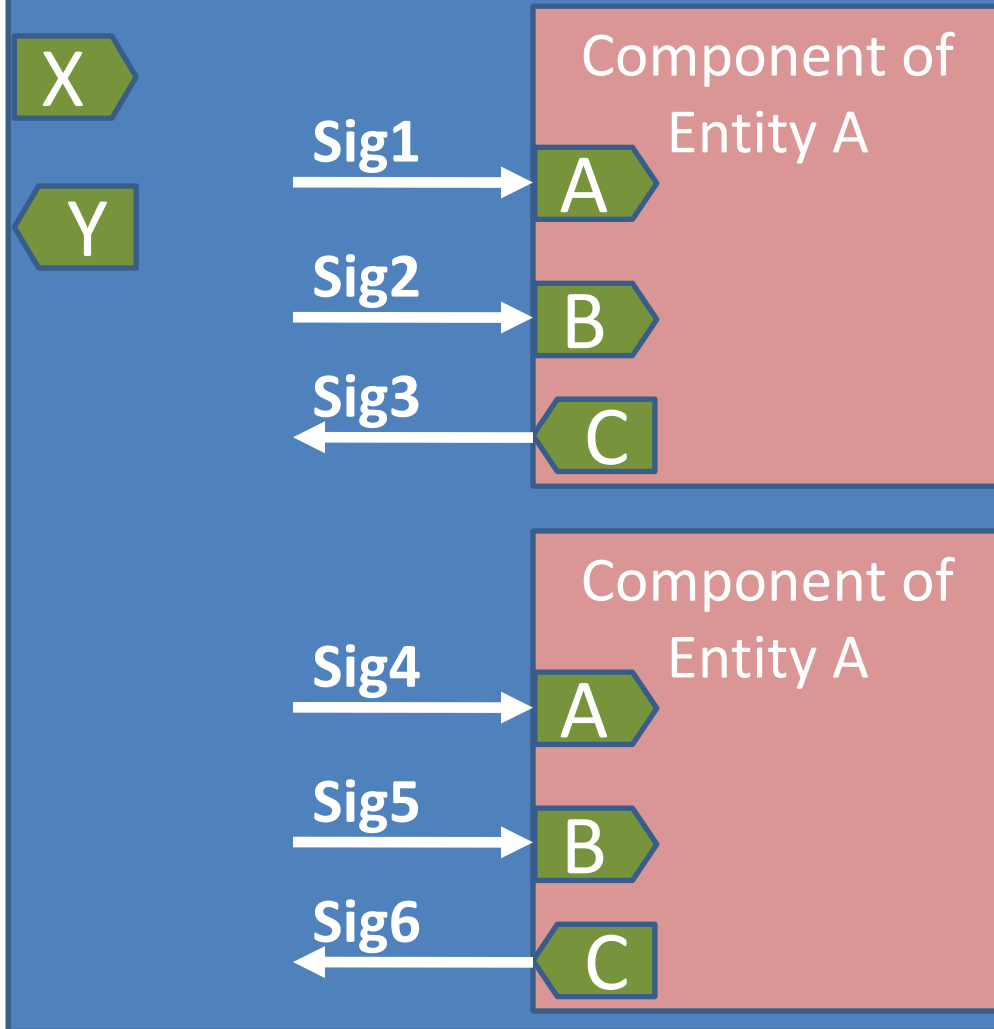 X
Y
Component of
Entity A
Sig1
A
Sig2
B
Sig3
C
Component of
Entity A
Sig4
A
Sig5
B
Sig6
C